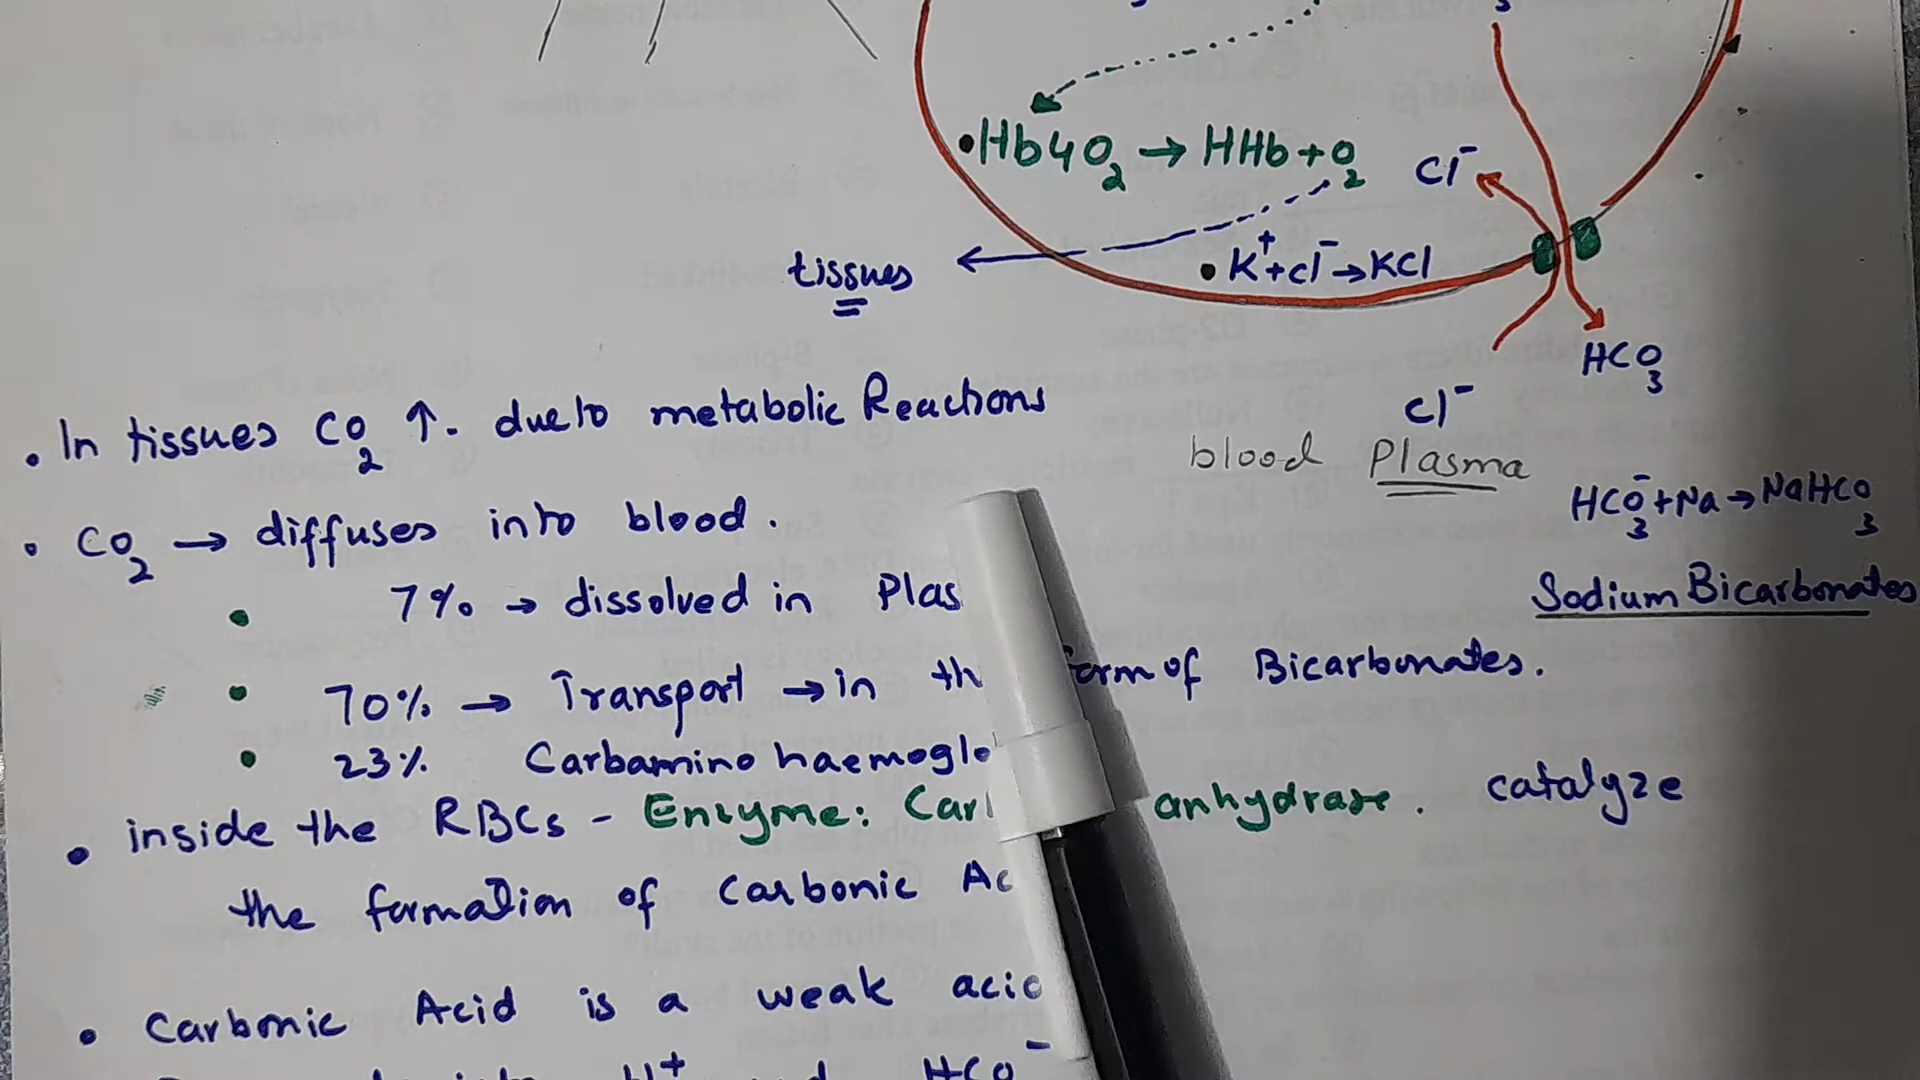 •Hb4O2 → HHb + O2
Cl-
tissues
• K+ + cl- → KCl
HCO3
Cl-
blood Plasma
HCO3- + Na → NaHCO3
Sodium Bicarbonates
• In tissues CO2 ↑. due to metabolic Reactions
• CO2 → diffuses into blood.
• 7% → dissolved in Plas
• 70% → Transport → in th form of Bicarbonates.
• 23% Carbamino haemoglo
• inside the RBCs - Enzyme: Car anhydrase. catalyze
the formation of Carbonic Ac
• Carbonic Acid is a weak acid
H+ HCO-